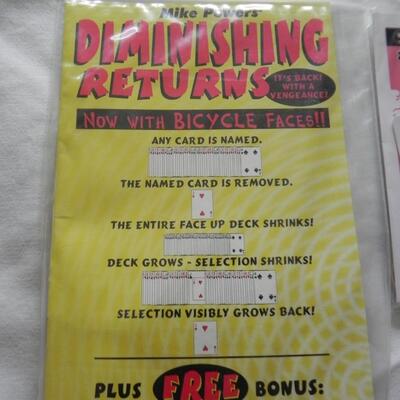 Mike Powers'
DIMINISHING
RETURNS
IT'S BACK!
WITH A
VENGEANCE!
NOW WITH BICYCLE FACES!!
ANY CARD IS NAMED.
THE NAMED CARD IS REMOVED.
THE ENTIRE FACE UP DECK SHRINKS!
DECK GROWS - SELECTION SHRINKS!
SELECTION VISIBLY GROWS BACK!
PLUS FREE BONUS: